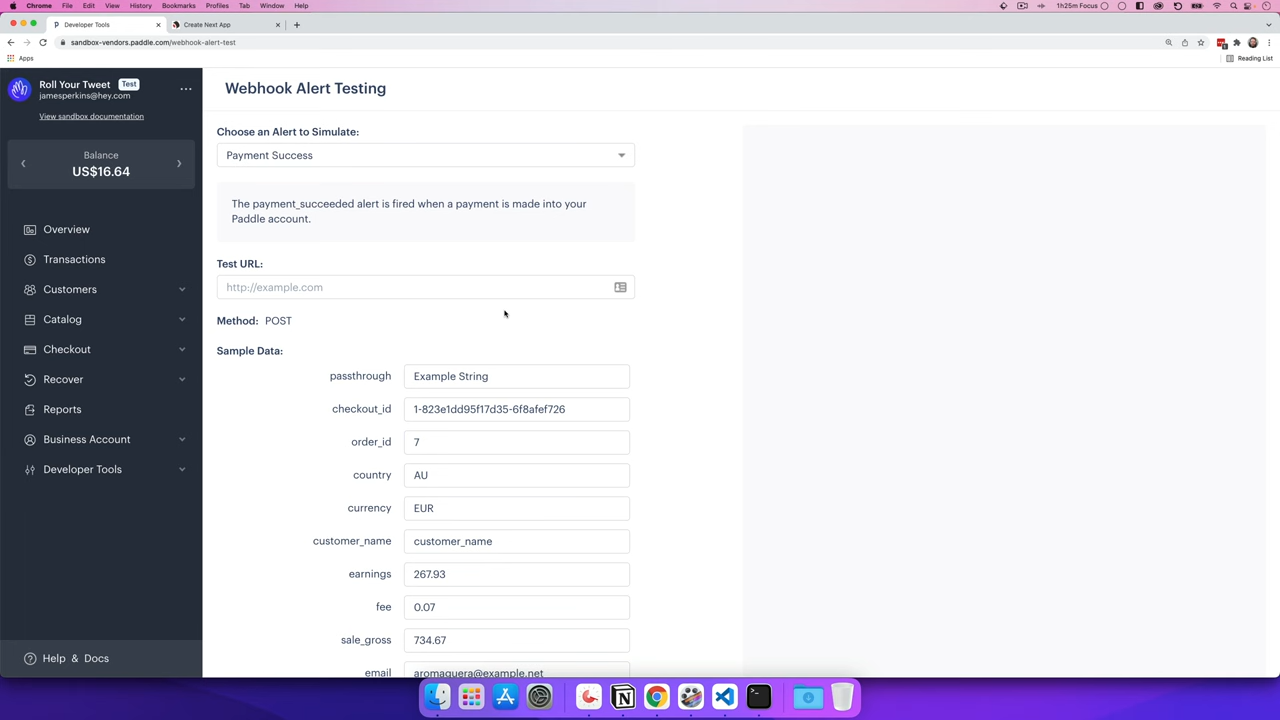 Chrome File Edit View History Bookmarks Profiles Tab Window Help
1h25m Focus
Developer Tools
Create Next App
sandbox-vendors.paddle.com/webhook-alert-test
Apps
Reading List
Roll Your Tweet Test
jamesperkins@hey.com
View sandbox documentation
Balance
US$16.64
Overview
Transactions
Customers
Catalog
Checkout
Recover
Reports
Business Account
Developer Tools
Help & Docs
Webhook Alert Testing
Choose an Alert to Simulate:
Payment Success
The payment_succeeded alert is fired when a payment is made into your
Paddle account.
Test URL:
http://example.com
Method: POST
Sample Data:
passthrough Example String
checkout_id 1-823e1dd95f17d35-6f8afef726
order_id 7
country AU
currency EUR
customer_name customer_name
earnings 267.93
fee 0.07
sale_gross 734.67
email aromaquera@example.net